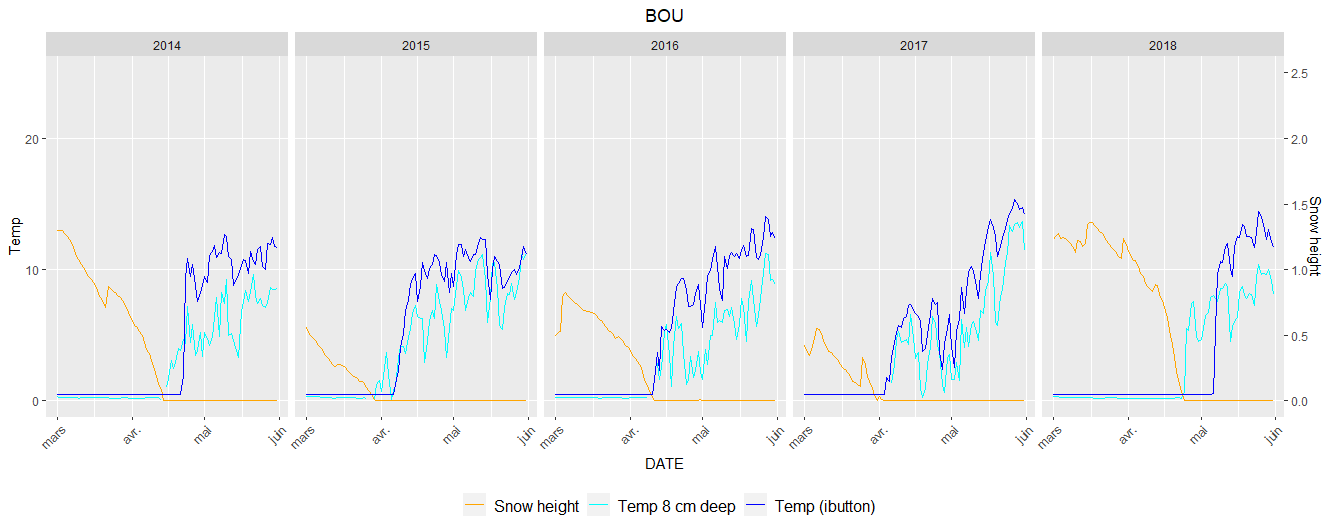 BOU
2014 2015 2016 2017 2018
Temp
20
10
0
2.5
2.0
1.5
1.0
0.5
0.0
Snow height
mars avr. mai juin mars avr. mai juin mars avr. mai juin mars avr. mai juin mars avr. mai juin
DATE
Snow height Temp 8 cm deep Temp (ibutton)